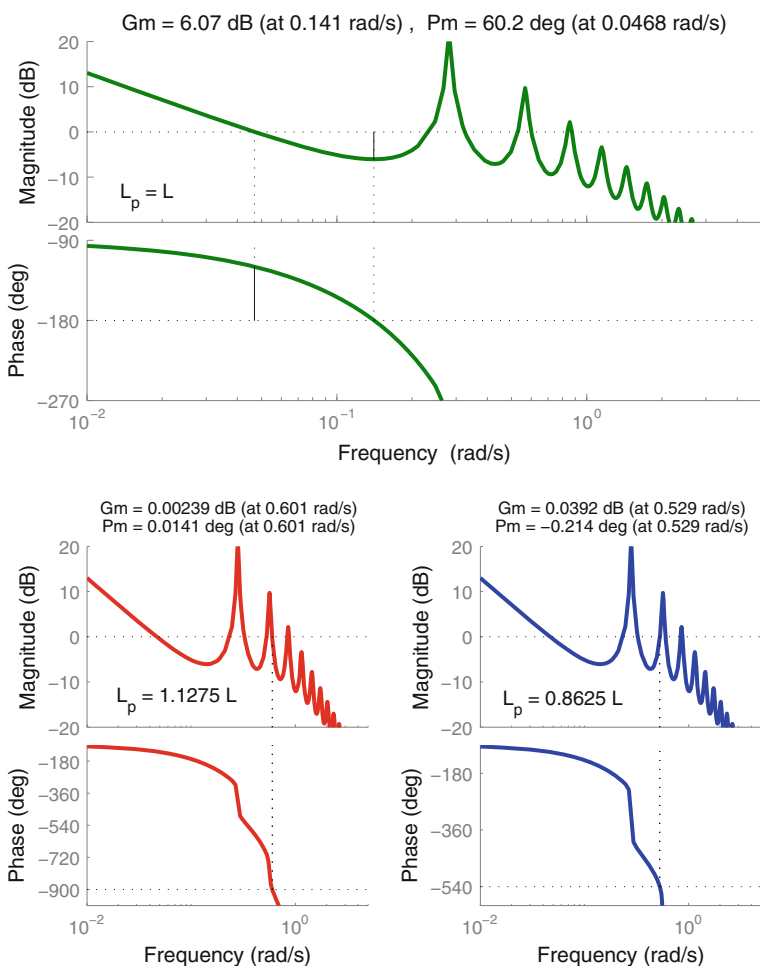 Gm = 6.07 dB (at 0.141 rad/s) , Pm = 60.2 deg (at 0.0468 rad/s)
20
10
0
−10
−20
Magnitude (dB)
L_p = L
−90
−180
−270
Phase (deg)
10^−2
10^−1
10^0
Frequency (rad/s)
Gm = 0.00239 dB (at 0.601 rad/s)
Pm = 0.0141 deg (at 0.601 rad/s)
20
10
0
−10
−20
Magnitude (dB)
L_p = 1.1275 L
−180
−360
−540
−720
−900
Phase (deg)
10^−2
10^0
Frequency (rad/s)
Gm = 0.0392 dB (at 0.529 rad/s)
Pm = −0.214 deg (at 0.529 rad/s)
20
10
0
−10
−20
Magnitude (dB)
L_p = 0.8625 L
−180
−360
−540
Phase (deg)
10^−2
10^0
Frequency (rad/s)